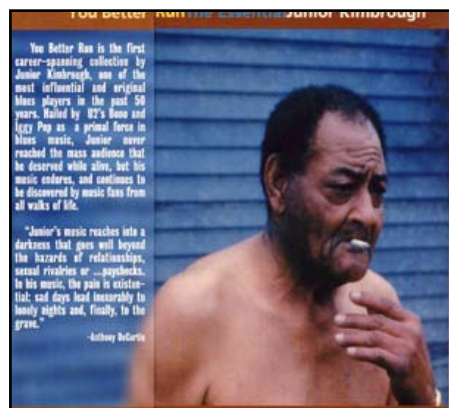 You Better Run The Essential Junior Kimbrough
You Better Run is the first
career-spanning collection by
Junior Kimbrough, one of the
most influential and original
blues players in the past 50
years. Hailed by U2's Bono and
Iggy Pop as a primal force in
blues music, Junior never
reached the mass audience that
he deserved while alive, but his
music endures, and continues to
be discovered by music fans from
all walks of life.
"Junior's music reaches into a
darkness that goes well beyond
the hazards of relationships,
sexual rivalries or ...paychecks.
In his music, the pain is existen-
tial; sad days lead inexorably to
lonely nights and, finally, to the
grave."
-Anthony DeCurtis